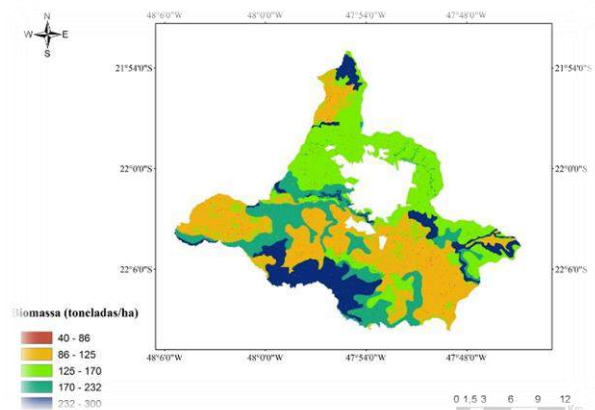 N
W E
S
48°6'0"W 48°0'0"W 47°54'0"W 47°48'0"W
21°54'0"S 21°54'0"S
22°0'0"S 22°0'0"S
22°6'0"S 22°6'0"S
Biomassa (toneladas/ha)
40 - 86
86 - 125
125 - 170
170 - 232
232 - 300
48°6'0"W 48°0'0"W 47°54'0"W 47°48'0"W
0 1,5 3 6 9 12
Km